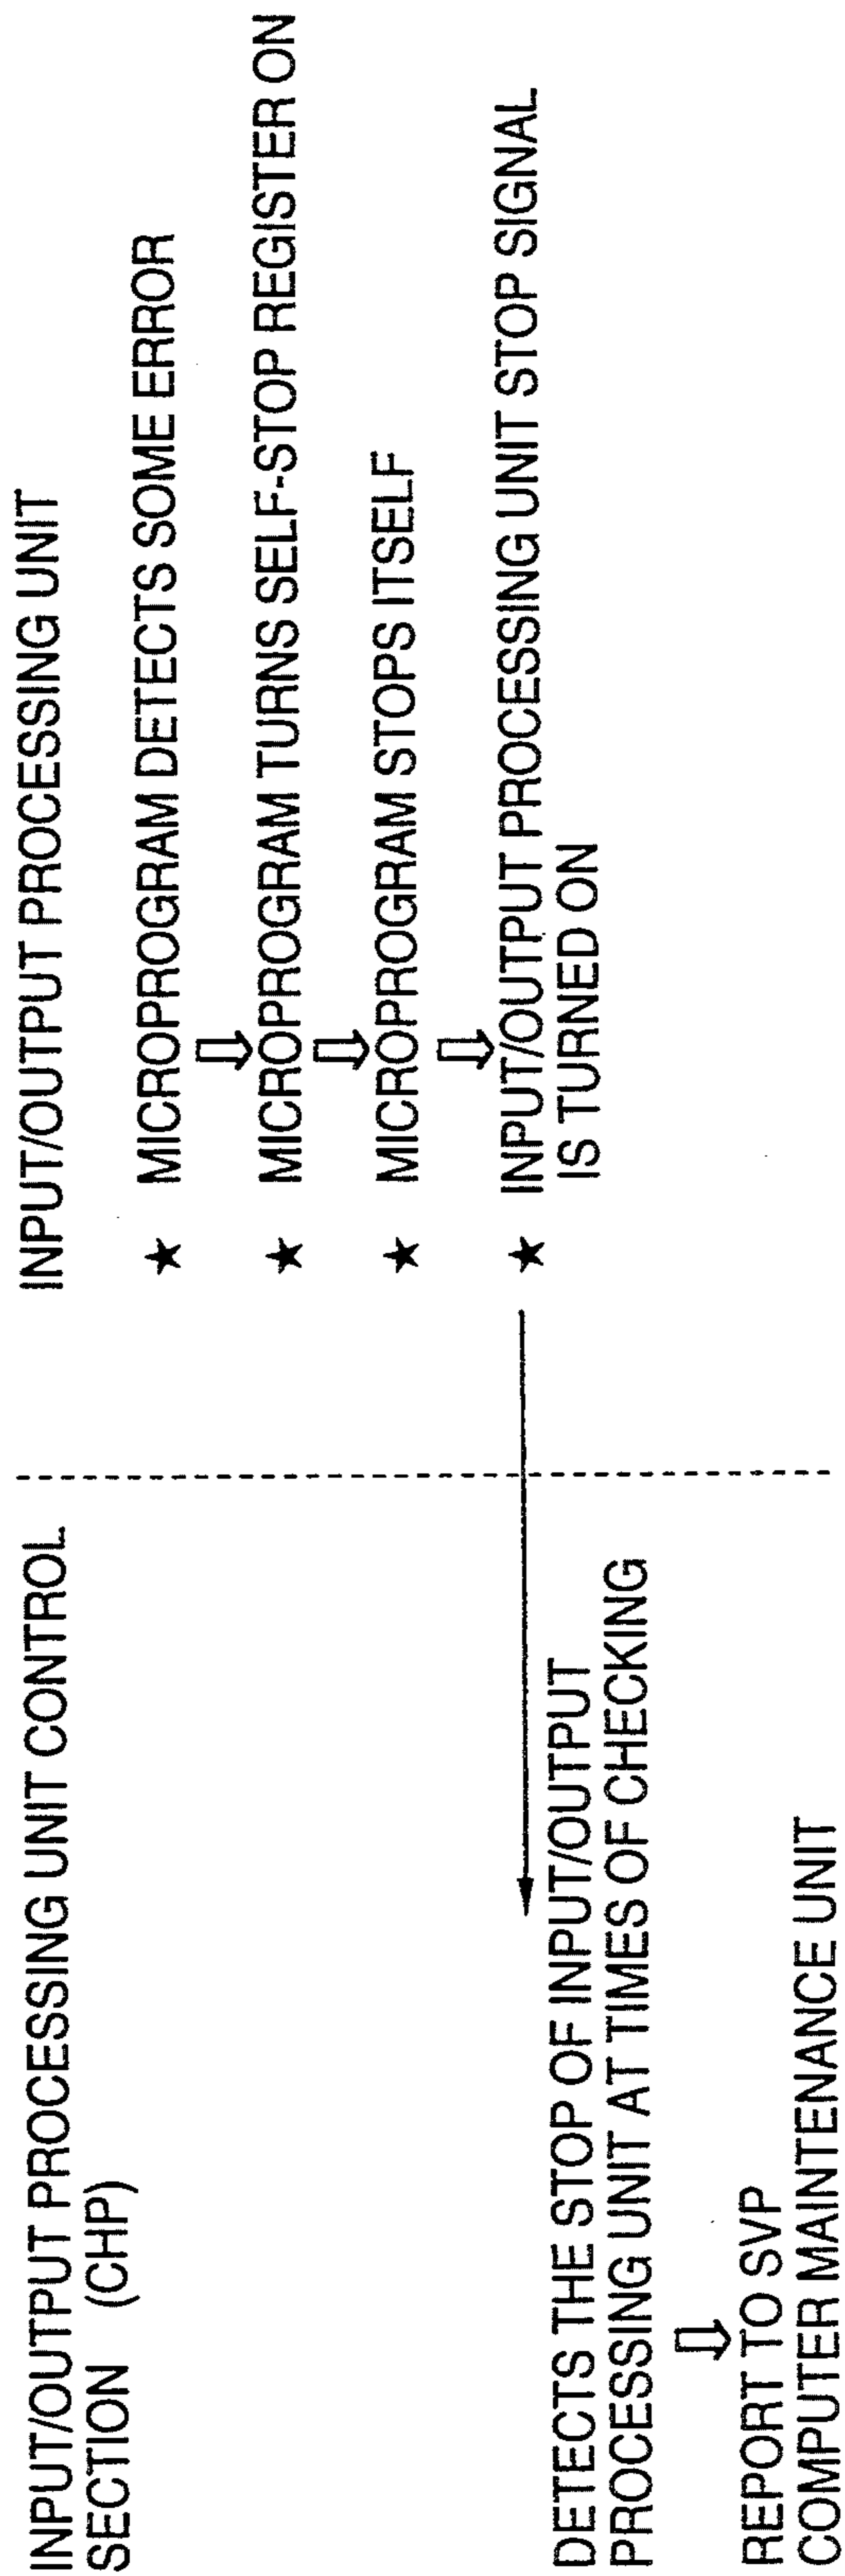 INPUT/OUTPUT PROCESSING UNIT CONTROL
SECTION (CHP)
DETECTS THE STOP OF INPUT/OUTPUT
PROCESSING UNIT AT TIMES OF CHECKING
REPORT TO SVP
COMPUTER MAINTENANCE UNIT
INPUT/OUTPUT PROCESSING UNIT
★ MICROPROGRAM DETECTS SOME ERROR
★ MICROPROGRAM TURNS SELF-STOP REGISTER ON
★ MICROPROGRAM STOPS ITSELF
★ INPUT/OUTPUT PROCESSING UNIT STOP SIGNAL
IS TURNED ON